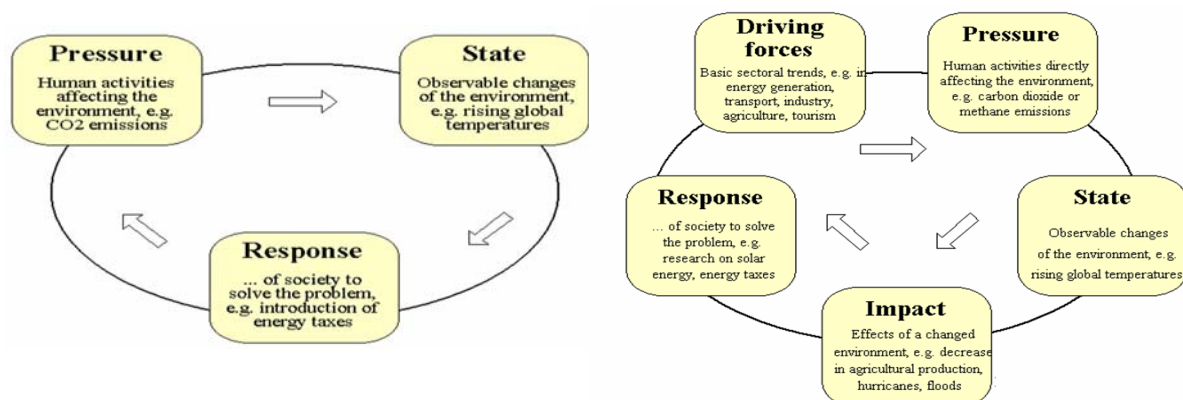 Pressure
Human activities
affecting the
environment, e.g.
CO2 emissions
State
Observable changes
of the environment,
e.g. rising global
temperatures
Response
... of society to
solve the problem,
e.g. introduction of
energy taxes
Driving
forces
Basic sectoral trends, e.g. in
energy generation,
transport, industry,
agriculture, tourism
Pressure
Human activities directly
affecting the environment,
e.g. carbon dioxide or
methane emissions
State
Observable changes
of the environment, e.g.
rising global temperatures
Impact
Effects of a changed
environment, e.g. decrease
in agricultural production,
hurricanes, floods
Response
... of society to solve
the problem, e.g.
research on solar
energy, energy taxes